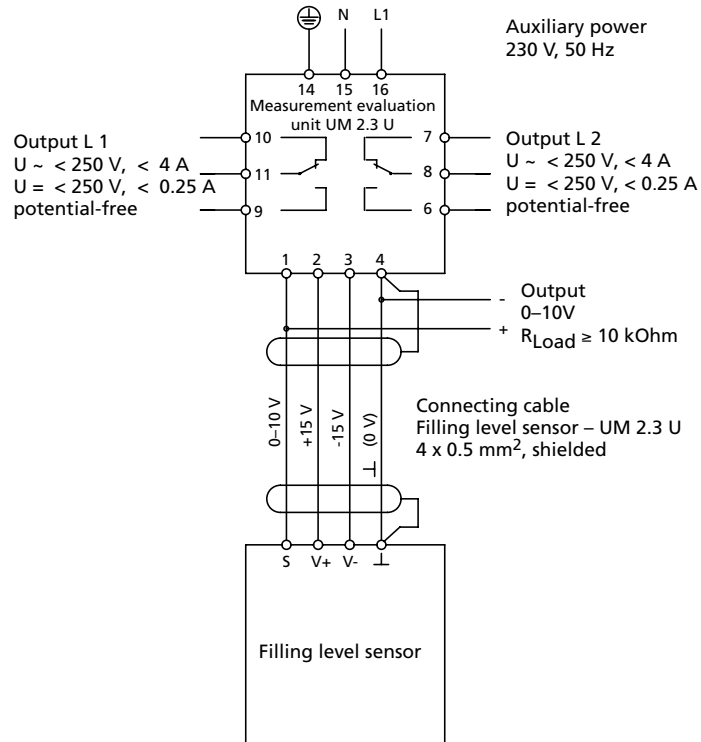 N L1
Auxiliary power
230 V, 50 Hz
14 15 16
Measurement evaluation
unit UM 2.3 U
Output L 1
U ~ < 250 V, < 4 A
U = < 250 V, < 0.25 A
potential-free
10
11
9
7
8
6
Output L 2
U ~ < 250 V, < 4 A
U = < 250 V, < 0.25 A
potential-free
1 2 3 4
- Output
0–10V
+ RLoad ≥ 10 kOhm
0–10 V
+15 V
-15 V
⊥ (0 V)
Connecting cable
Filling level sensor – UM 2.3 U
4 x 0.5 mm², shielded
S V+ V- ⊥
Filling level sensor